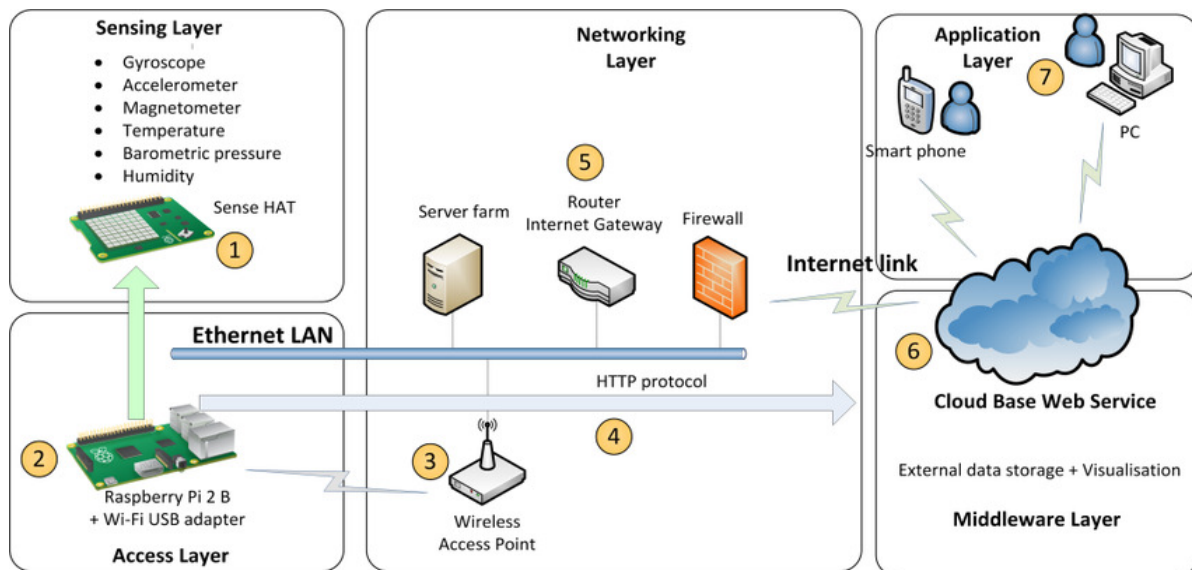 Sensing Layer
Gyroscope
Accelerometer
Magnetometer
Temperature
Barometric pressure
Humidity
Sense HAT
1
2
Raspberry Pi 2 B
+ Wi-Fi USB adapter
Access Layer
Networking
Layer
5
Server farm
Router
Internet Gateway
Firewall
Internet link
Ethernet LAN
HTTP protocol
4
3
Wireless
Access Point
Application
Layer
7
Smart phone
PC
6
Cloud Base Web Service
External data storage + Visualisation
Middleware Layer